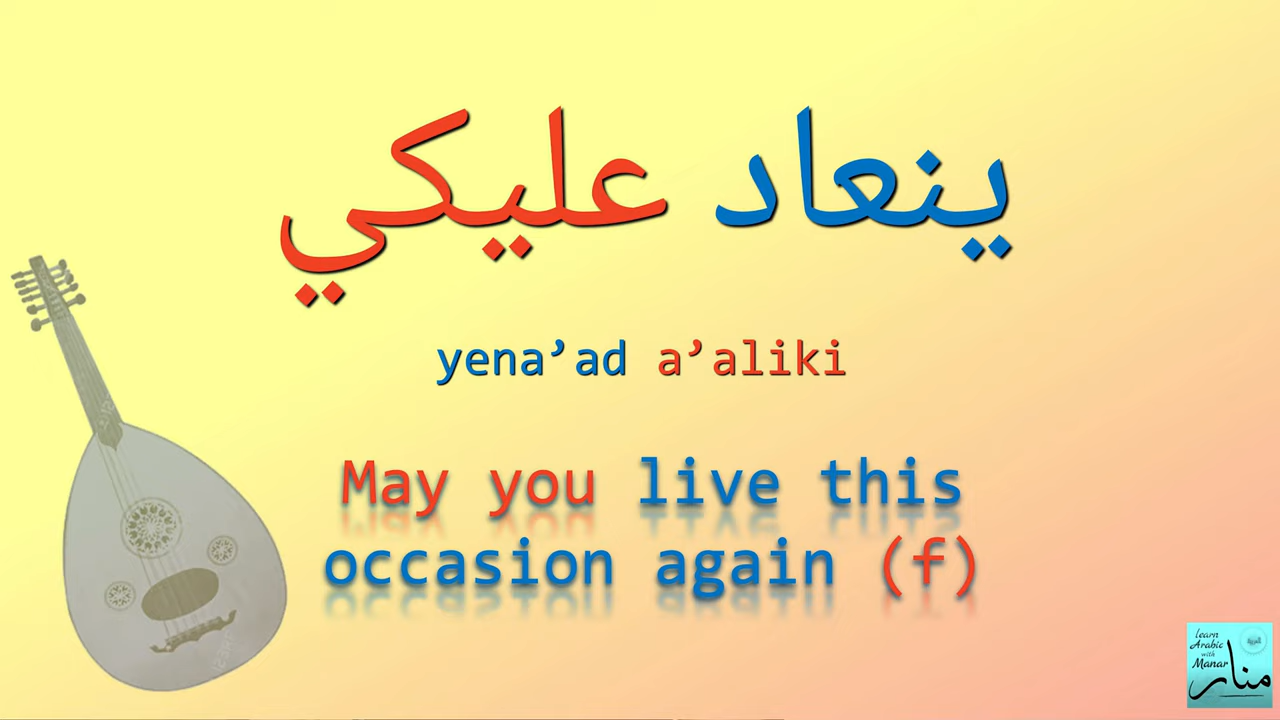 ينعاد عليكي
yena’ad a’aliki
May you live this
occasion again (f)
learn
Arabic
with
Manar
منار